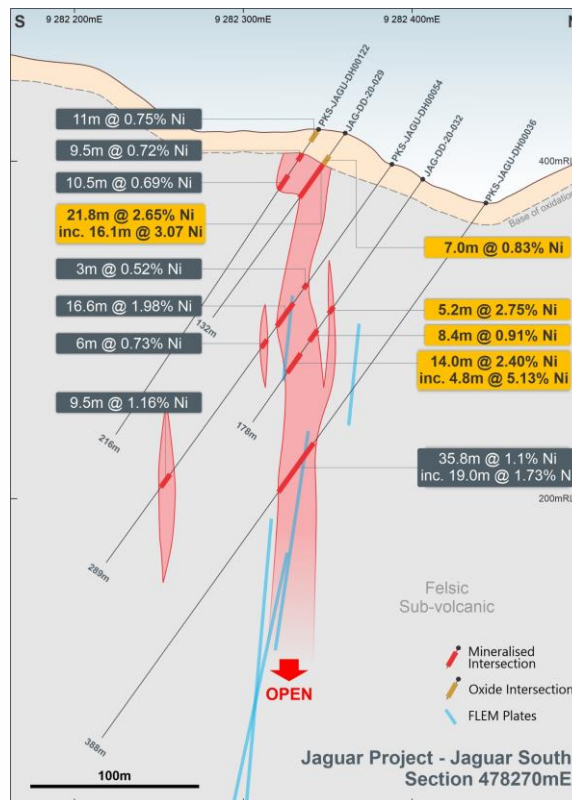 S
9 282 200mE
9 282 300mE
9 282 400mE
N
PKS-JAGU-DH00122
JAG-DD-20-029
PKS-JAGU-DH00054
JAG-DD-20-032
PKS-JAGU-DH00036
11m @ 0.75% Ni
9.5m @ 0.72% Ni
10.5m @ 0.69% Ni
21.8m @ 2.65% Ni
inc. 16.1m @ 3.07 Ni
3m @ 0.52% Ni
16.6m @ 1.98% Ni
6m @ 0.73% Ni
9.5m @ 1.16% Ni
400mRL
Base of oxidation
7.0m @ 0.83% Ni
5.2m @ 2.75% Ni
8.4m @ 0.91% Ni
14.0m @ 2.40% Ni
inc. 4.8m @ 5.13% Ni
35.8m @ 1.1% Ni
inc. 19.0m @ 1.73% N
200mRL
132m
216m
178m
289m
388m
Felsic
Sub-volcanic
OPEN
Mineralised
Intersection
Oxide Intersection
FLEM Plates
100m
Jaguar Project - Jaguar South
Section 478270mE